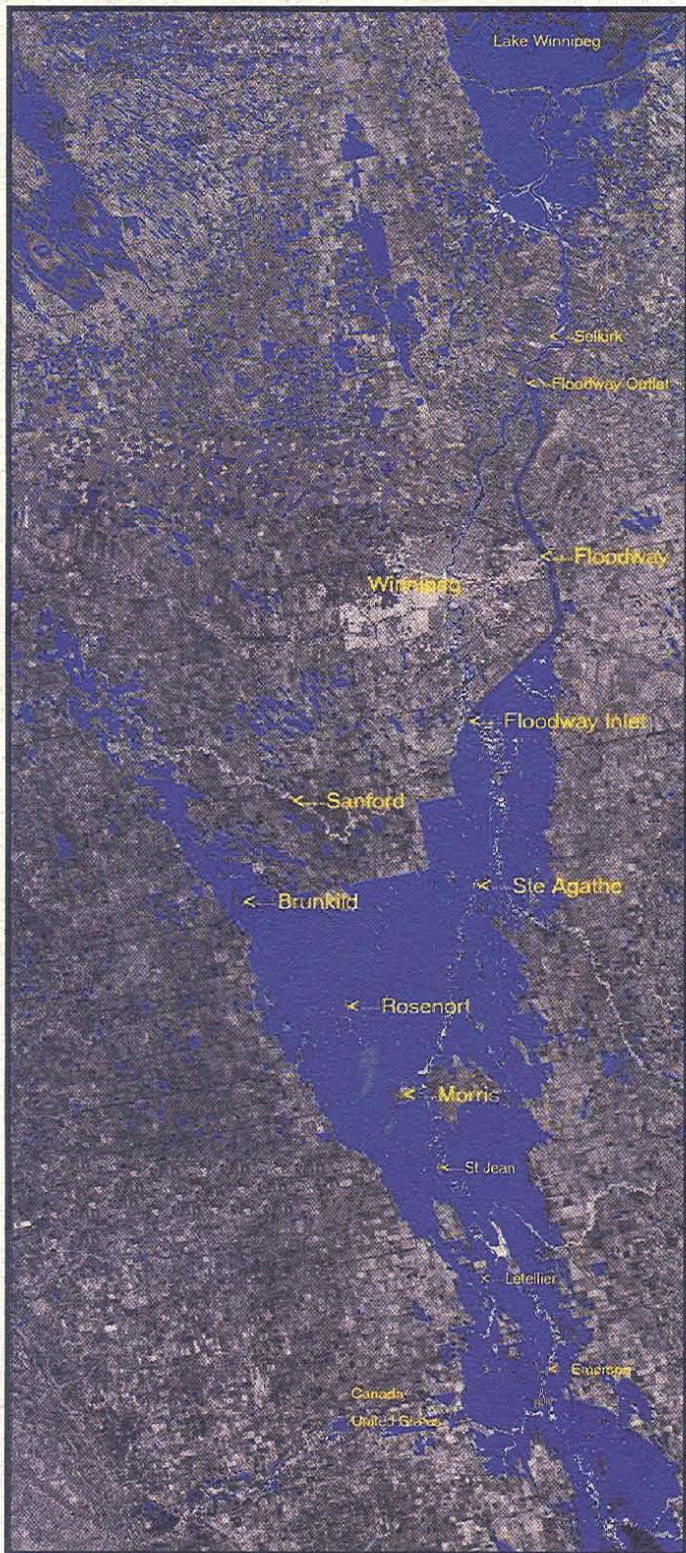 Lake Winnipeg
Selkirk
Floodway Outlet
Floodway
Winnipeg
Floodway Inlet
Sanford
Ste Agathe
Brunkild
Rosenort
Morris
St Jean
Letellier
Emerson
Canada
United States